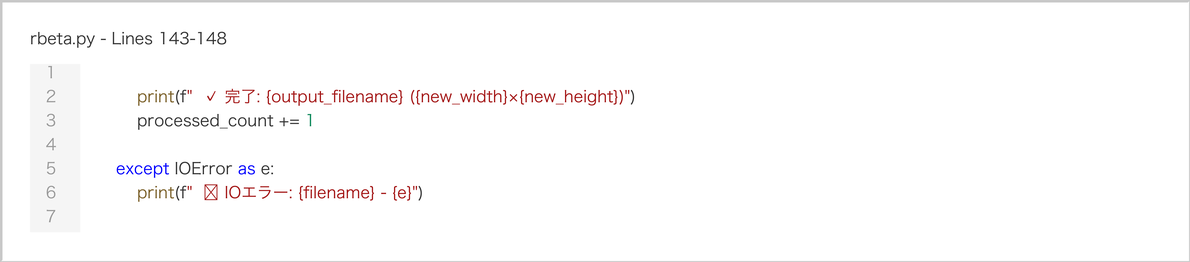 rbeta.py - Lines 143-148
1
2 print(f"  ✓ 完了: {output_filename} ({new_width}×{new_height})")
3 processed_count += 1
4
5 except IOError as e:
6 print(f"  IOエラー: {filename} - {e}")
7